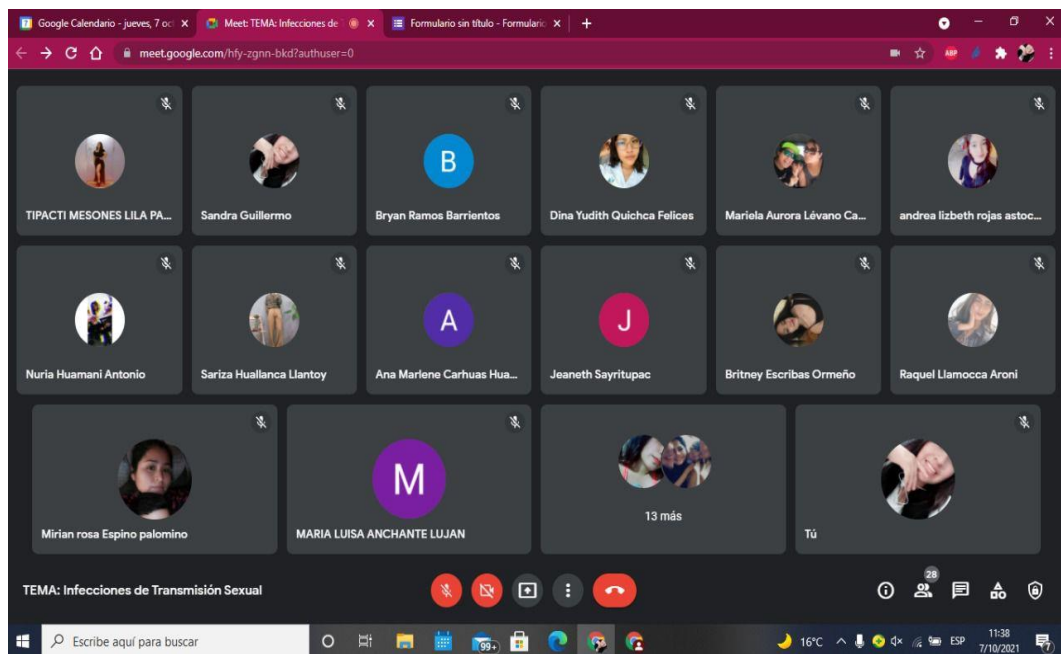 Google Calendario - jueves, 7 oc
Meet: TEMA: Infecciones de T
Formulario sin título - Formulario
meet.google.com/hfy-zgnn-bkd?authuser=0
ABP
TIPACTI MESONES LILA PA...
Sandra Guillermo
B
Bryan Ramos Barrientos
Dina Yudith Quichca Felices
Mariela Aurora Lévano Ca...
andrea lizbeth rojas astoc...
Nuria Huamani Antonio
Sariza Huallanca Llantoy
A
Ana Marlene Carhuas Hua...
J
Jeaneth Sayritupac
Britney Escribas Ormeño
Raquel Llamocca Aroni
Mirian rosa Espino palomino
M
MARIA LUISA ANCHANTE LUJAN
13 más
Tú
TEMA: Infecciones de Transmisión Sexual
28
Escribe aquí para buscar
99+
16°C
ESP
11:38
7/10/2021
7